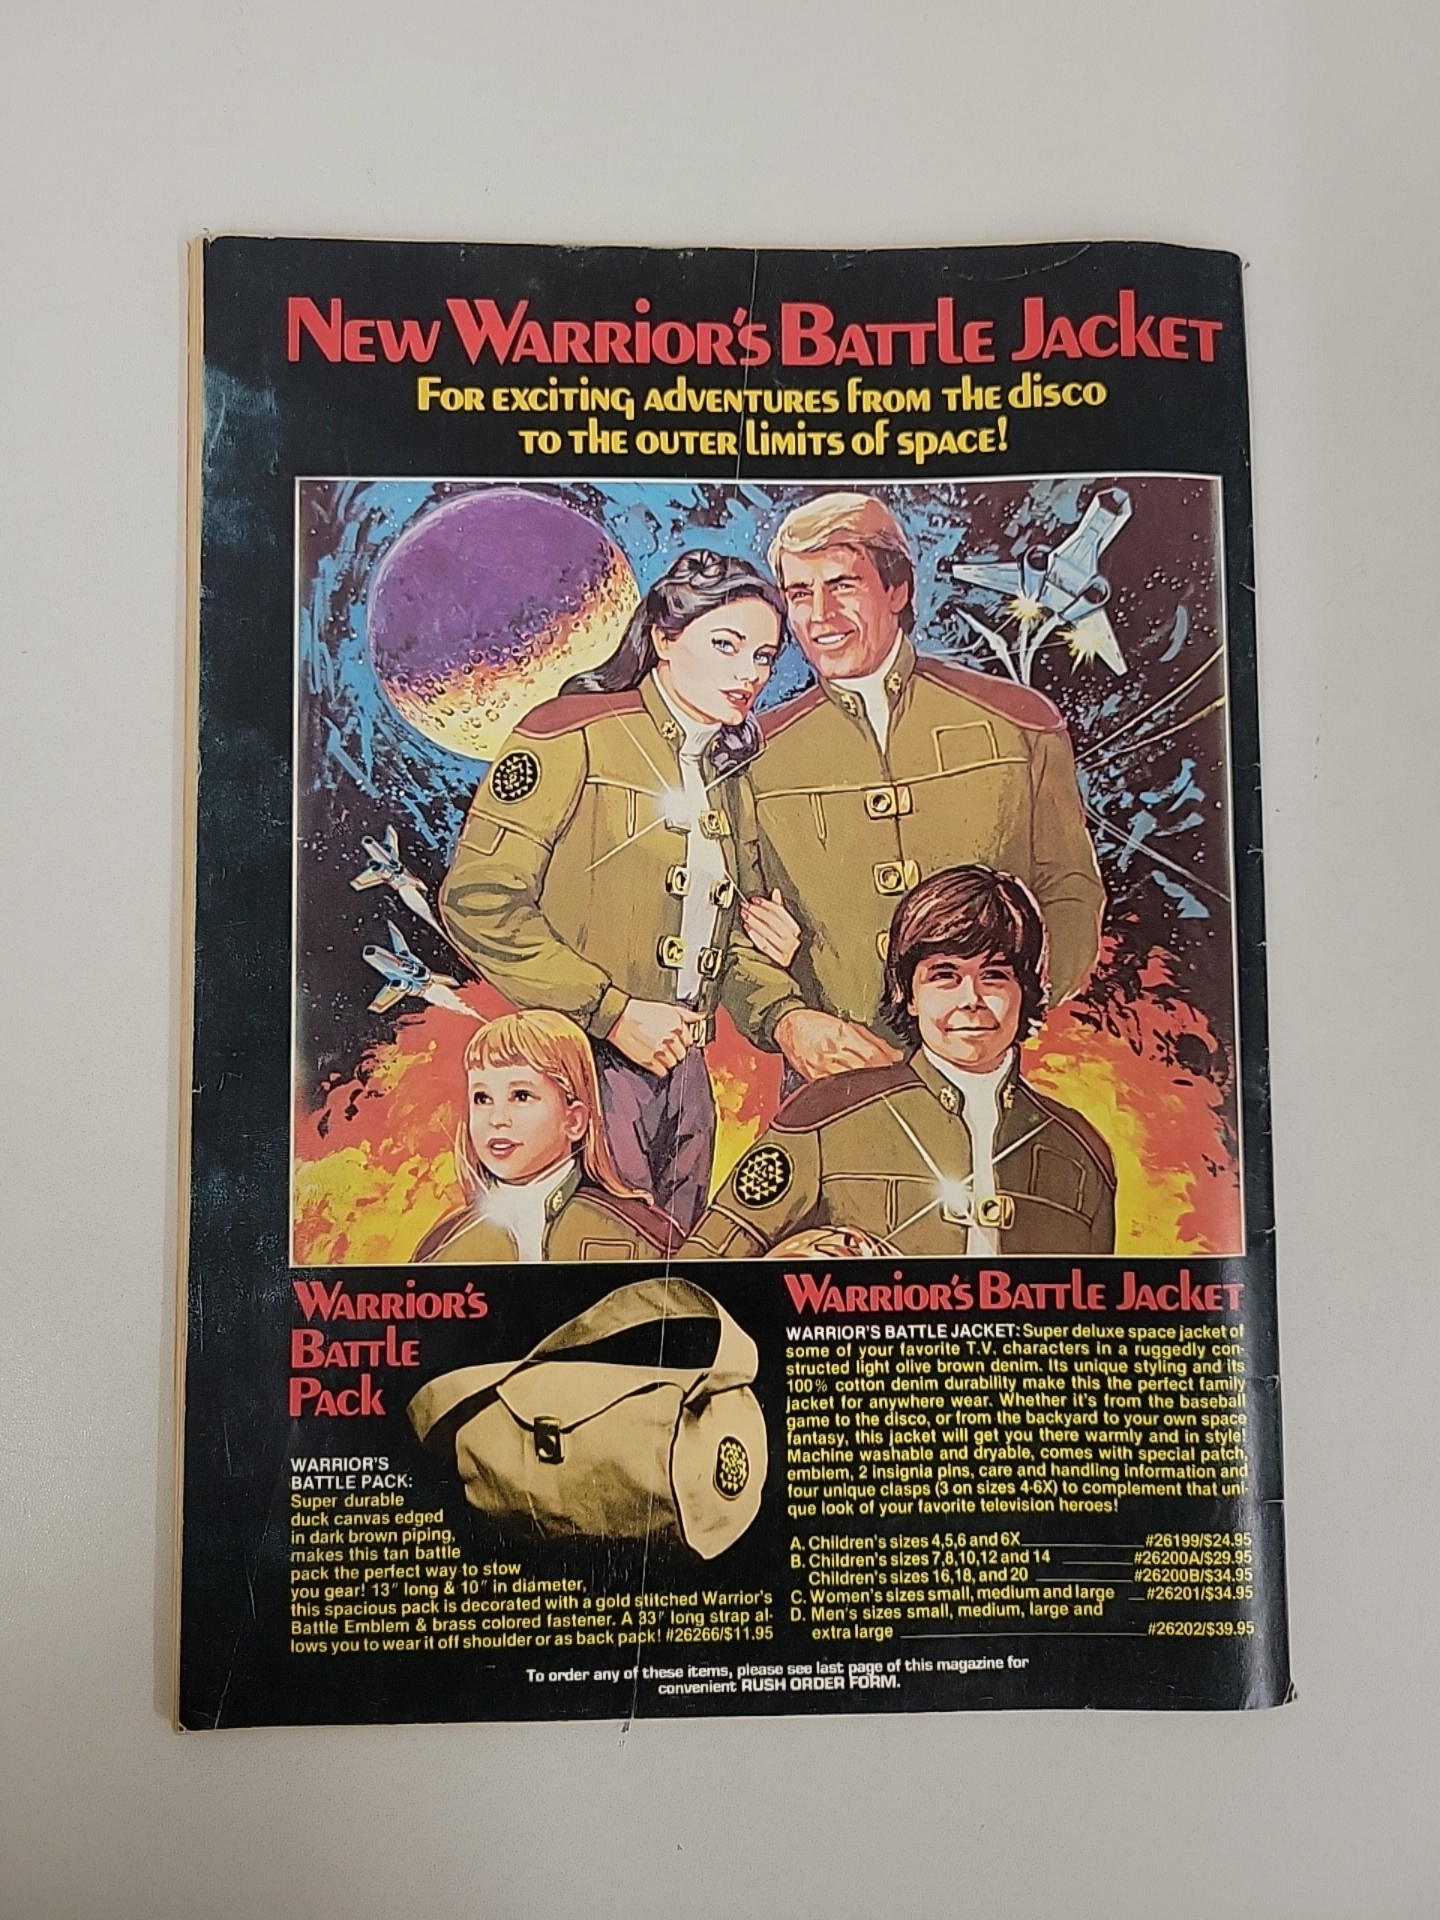 New Warrior's Battle Jacket
For exciting adventures from the disco
to the outer limits of space!
Warrior's
Battle
Pack
WARRIOR'S
BATTLE PACK:
Super durable
duck canvas edged
in dark brown piping,
makes this tan battle
pack the perfect way to stow
you gear! 13" long & 10" in diameter,
this spacious pack is decorated with a gold stitched Warrior's
Battle Emblem & brass colored fastener. A 33" long strap al-
lows you to wear it off shoulder or as back pack! #26266/$11.95
Warrior's Battle Jacket
WARRIOR'S BATTLE JACKET: Super deluxe space jacket of
some of your favorite T.V. characters in a ruggedly con-
structed light olive brown denim. Its unique styling and its
100% cotton denim durability make this the perfect family
jacket for anywhere wear. Whether it's from the baseball
game to the disco, or from the backyard to your own space
fantasy, this jacket will get you there warmly and in style!
Machine washable and dryable, comes with special patch,
emblem, 2 insignia pins, care and handling information and
four unique clasps (3 on sizes 4-6X) to complement that uni-
que look of your favorite television heroes!
A. Children's sizes 4,5,6 and 6X #26199/$24.95
B. Children's sizes 7,8,10,12 and 14 #26200A/$29.95
Children's sizes 16,18, and 20 #26200B/$34.95
C. Women's sizes small, medium and large #26201/$34.95
D. Men's sizes small, medium, large and
extra large #26202/$39.95
To order any of these items, please see last page of this magazine for
convenient RUSH ORDER FORM.